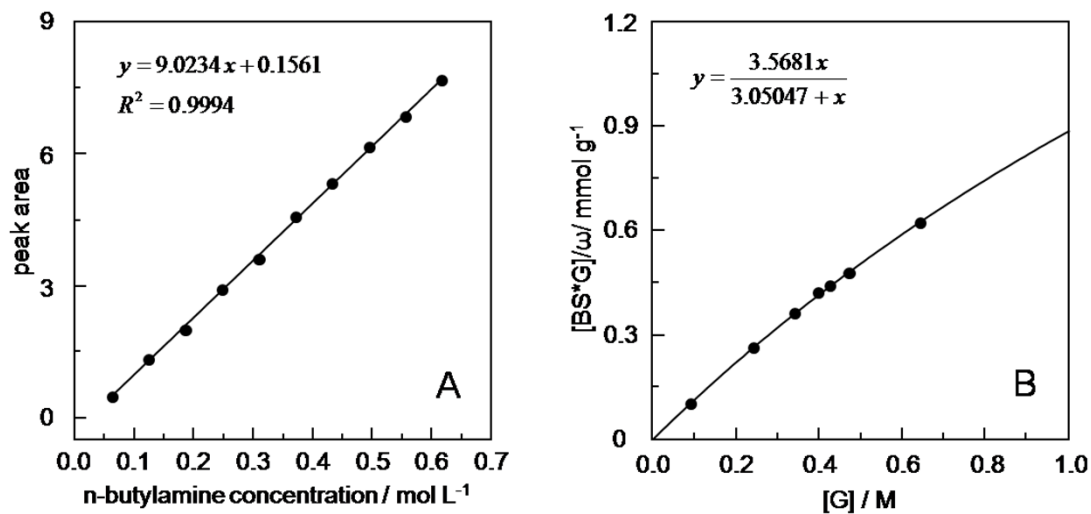 9
6
3
0
peak area
y = 9.0234x + 0.1561
R² = 0.9994
A
0.0 0.1 0.2 0.3 0.4 0.5 0.6 0.7
n-butylamine concentration / mol L⁻¹
1.2
0.9
0.6
0.3
0
[BS*G]/ω/ mmol g⁻¹
y = 3.5681x / 3.05047 + x
B
0.0 0.2 0.4 0.6 0.8 1.0
[G] / M